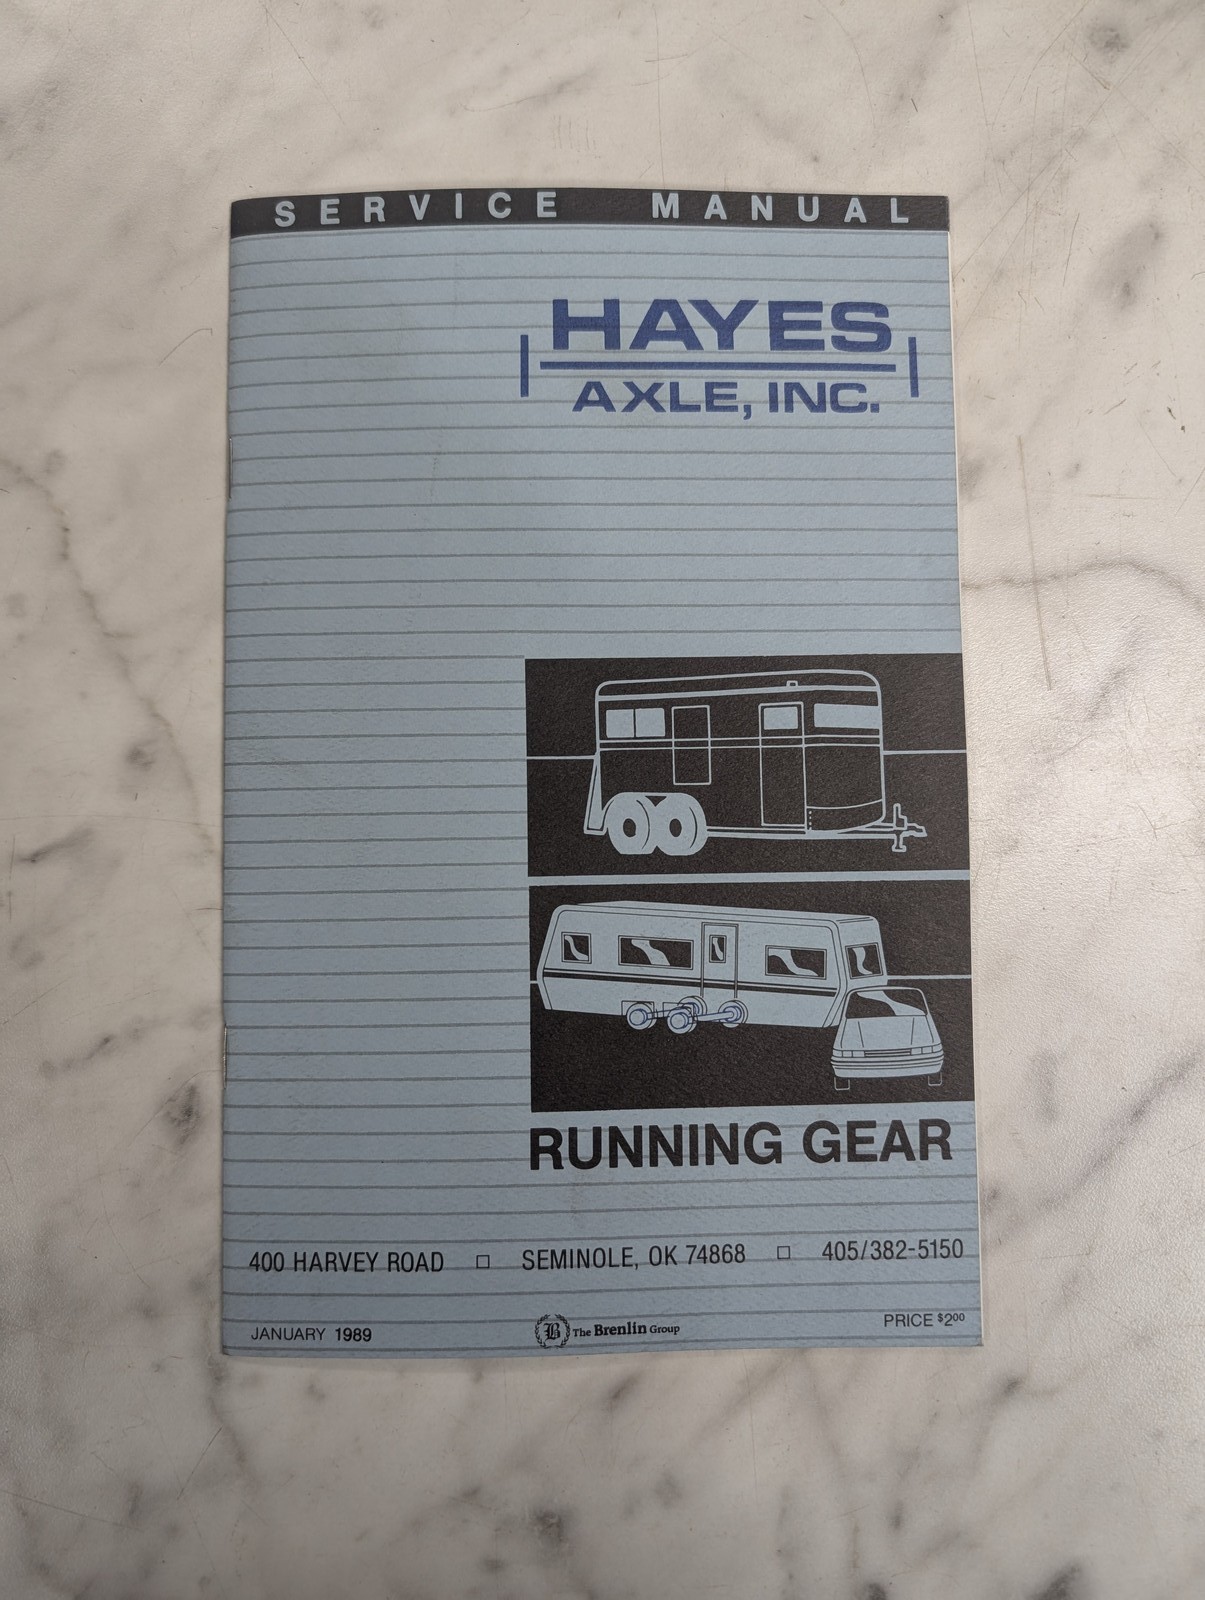 SERVICE MANUAL
HAYES
AXLE, INC.
RUNNING GEAR
400 HARVEY ROAD □ SEMINOLE, OK 74868 □ 405/382-5150
JANUARY 1989
B The Brenlin Group
PRICE $2.00